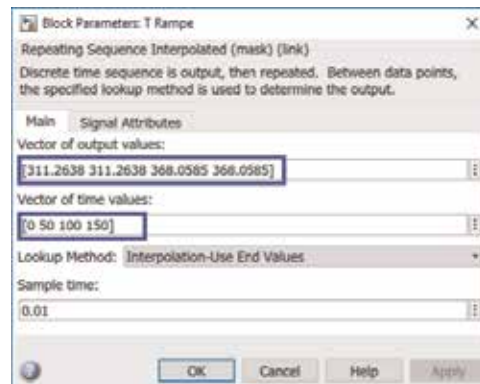 Block Parameters: T Rampe
Repeating Sequence Interpolated (mask) (link)
Discrete time sequence is output, then repeated. Between data points,
the specified lookup method is used to determine the output.
Main Signal Attributes
Vector of output values:
[311.2638 311.2638 368.0585 368.0585]
Vector of time values:
[0 50 100 150]
Lookup Method: Interpolation-Use End Values
Sample time:
0.01
OK Cancel Help Apply